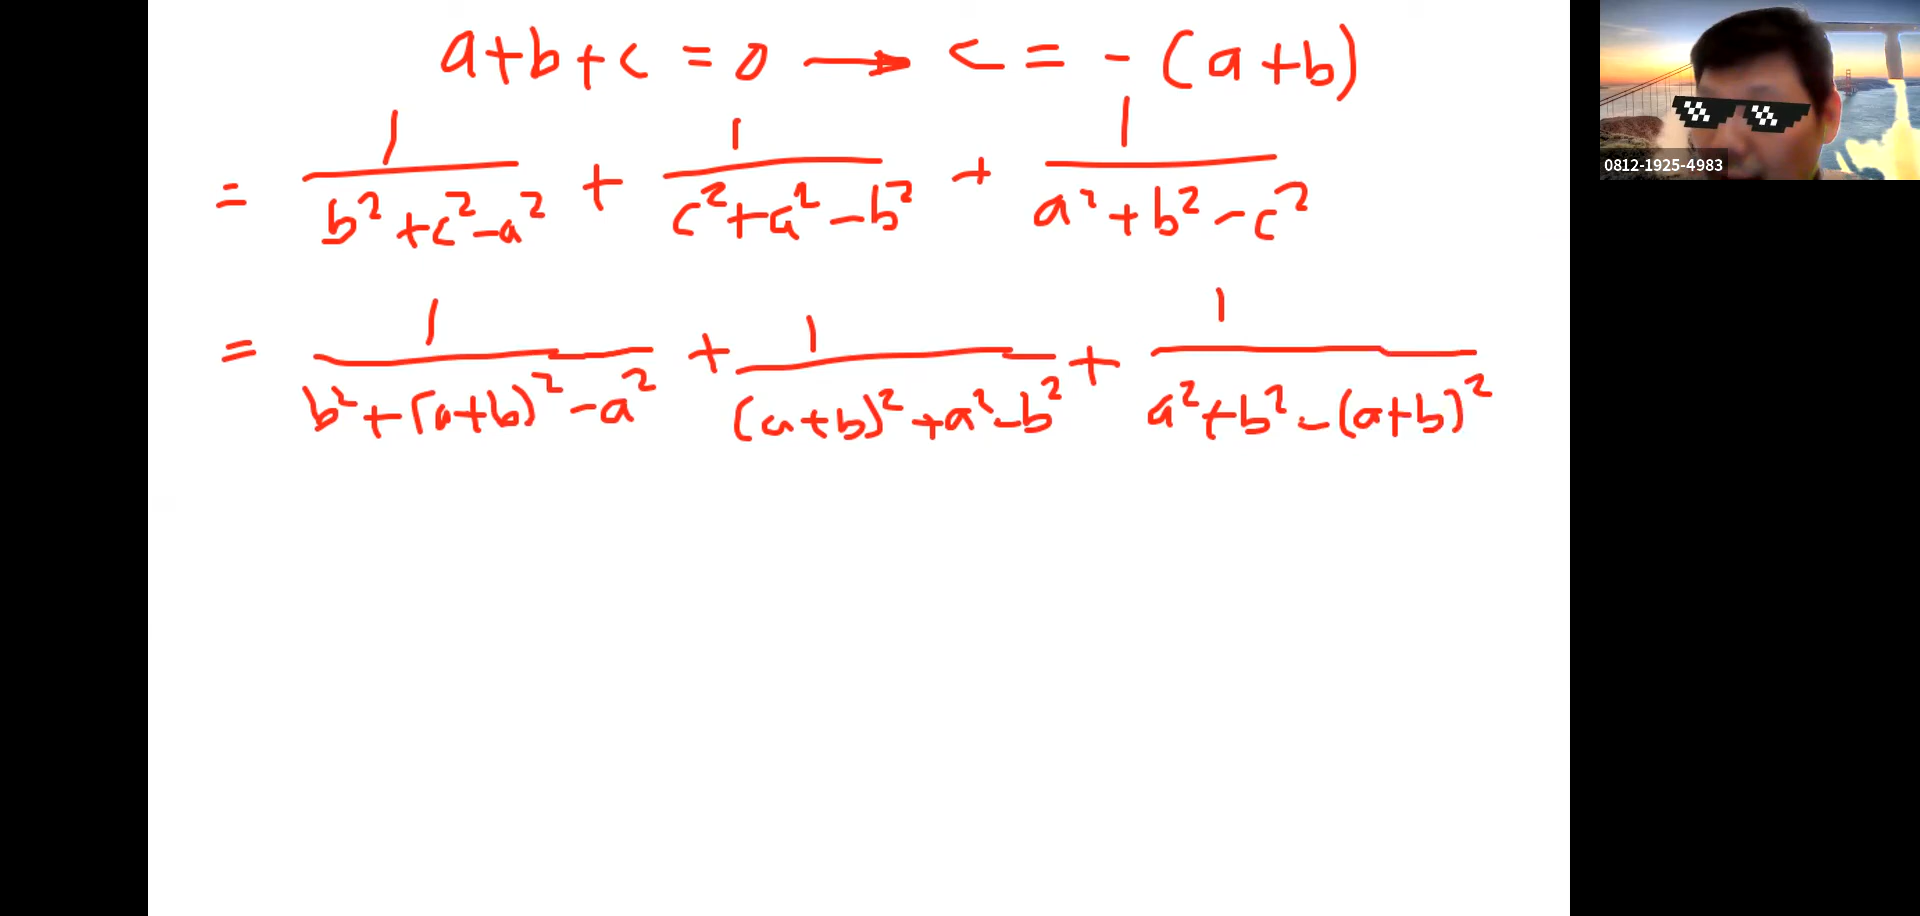 a+b+c = 0 → c = -(a+b)
= 1/(b²+c²-a²) + 1/(c²+a²-b²) + 1/(a²+b²-c²)
= 1/(b²+(a+b)²-a²) + 1/((a+b)²+a²-b²) + 1/(a²+b²-(a+b)²)
0812-1925-4983